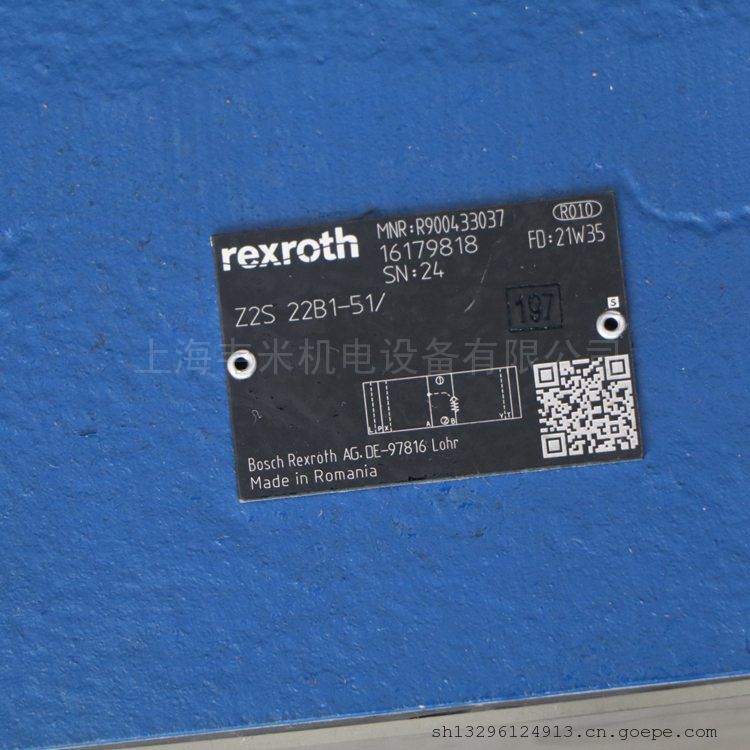 rexroth
MNR:R900433037
R010
16179818
FD:21W35
SN:24
Z2S 22B1-51/
197
S
上海韦米机电设备有限公司
①
L P X A ② B Y T
Bosch Rexroth AG.DE-97816 Lohr
Made in Romania
sh13296124913.cn.goepe.com